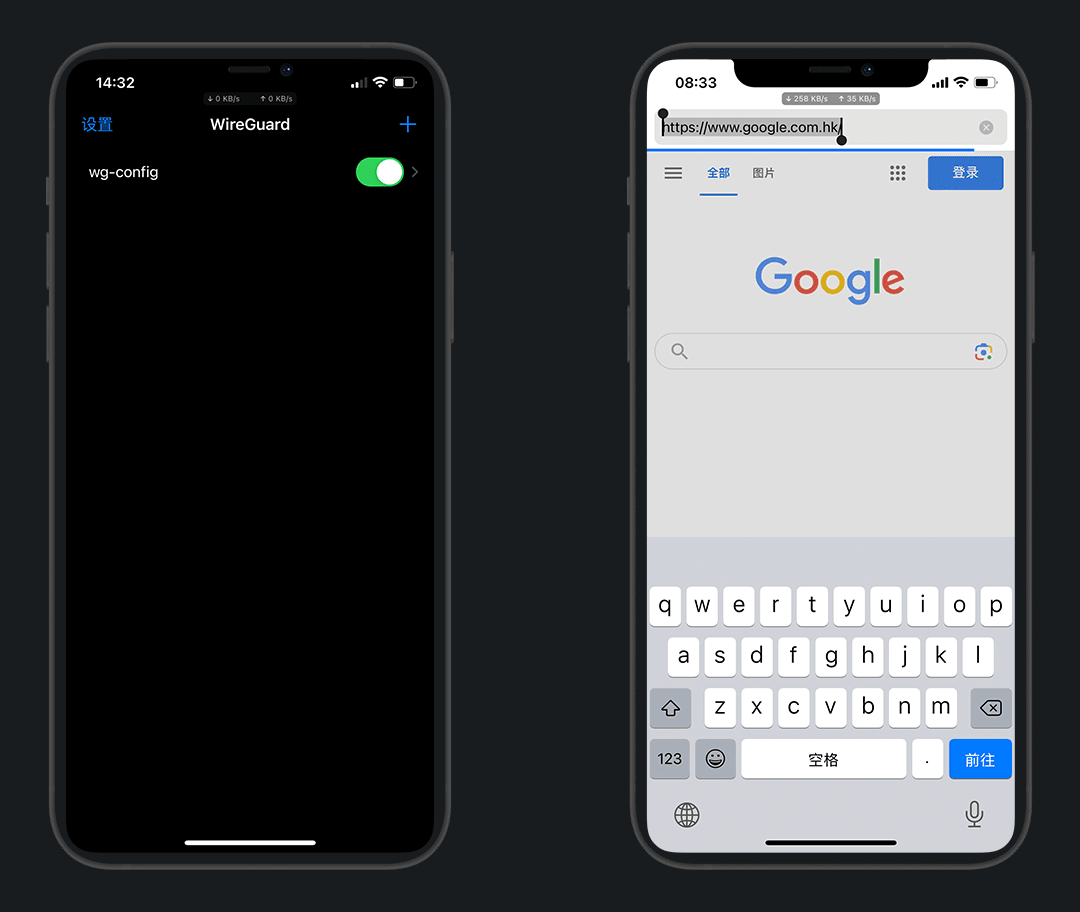 14:32
↓ 0 KB/s ↑ 0 KB/s
设置 WireGuard +
wg-config
08:33
↓ 258 KB/s ↑ 35 KB/s
https://www.google.com.hk/
全部 图片 登录
Google
q w e r t y u i o p
a s d f g h j k l
z x c v b n m
123 空格 . 前往